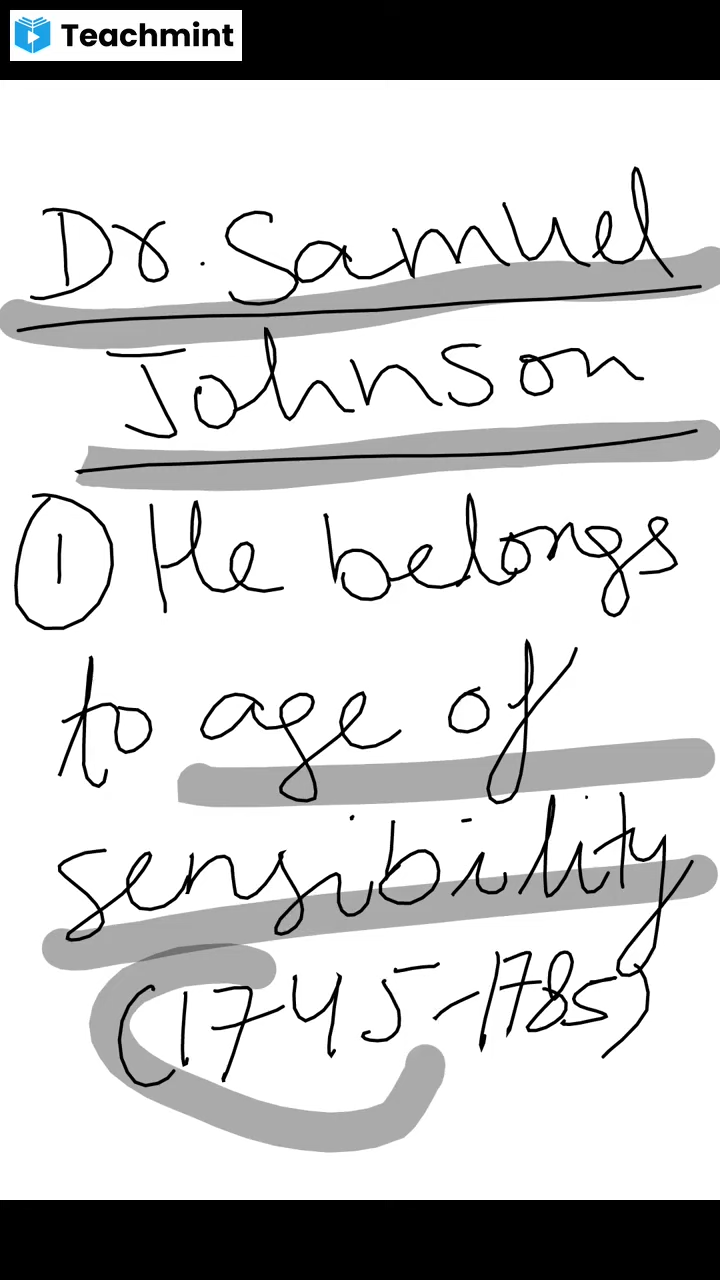 Teachmint
Dr. Samuel
Johnson
① He belongs
to age of
sensibility
(1745-1785)